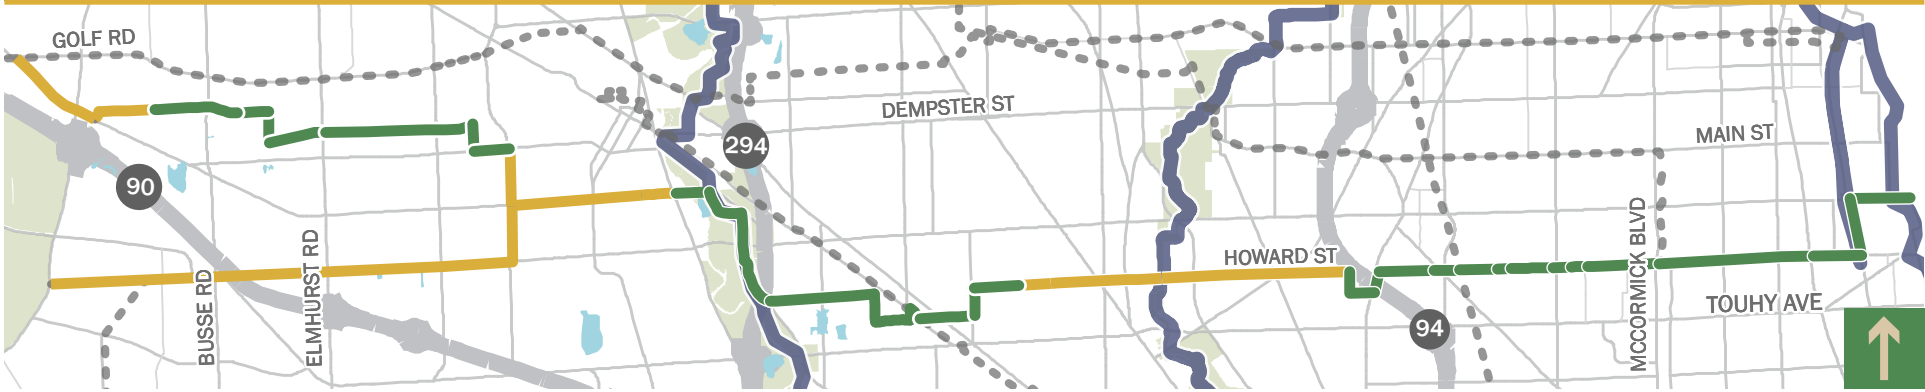 GOLF RD
DEMPSTER ST
MAIN ST
294
90
MCCORMICK BLVD
HOWARD ST
ELMHURST RD
BUSSE RD
TOUHY AVE
94